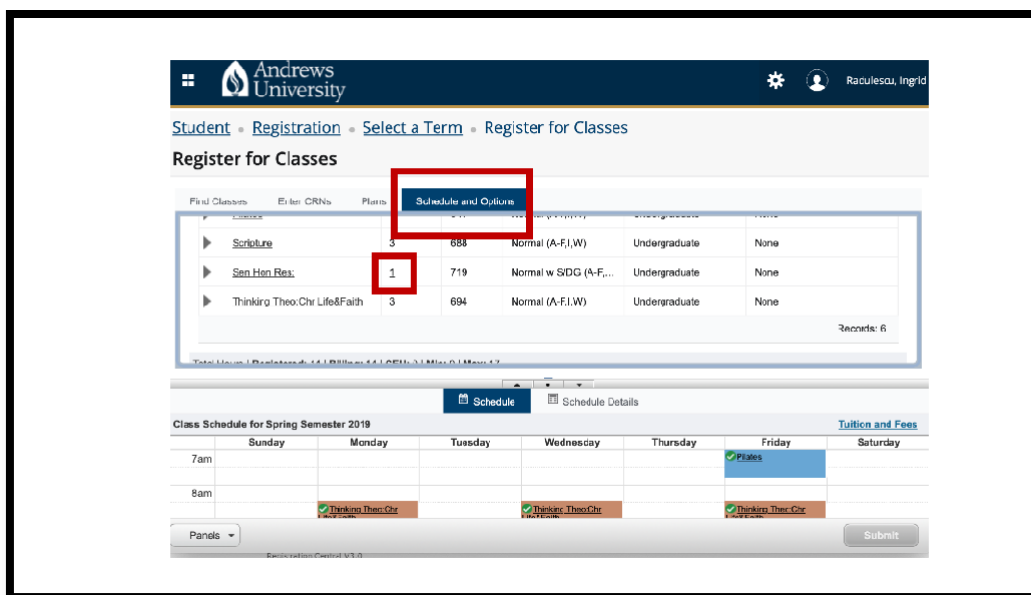 Andrews
University
Radulescu, Ingrid
Student • Registration • Select a Term • Register for Classes
Register for Classes
Find Classes Enter CRNs Plans Schedule and Options
Scripture 3 688 Normal (A-F,I,W) Undergraduate None
Sen Hon Res: 1 719 Normal w S/DG (A-F,... Undergraduate None
Thinking Theo:Chr Life&Faith 3 694 Normal (A-F,I,W) Undergraduate None
Records: 6
Schedule Schedule Details
Class Schedule for Spring Semester 2019 Tuition and Fees
Sunday Monday Tuesday Wednesday Thursday Friday Saturday
7am Pilates
8am
Thinking Theo:Chr Thinking Theo:Chr Thinking Theo:Chr
Panels Submit